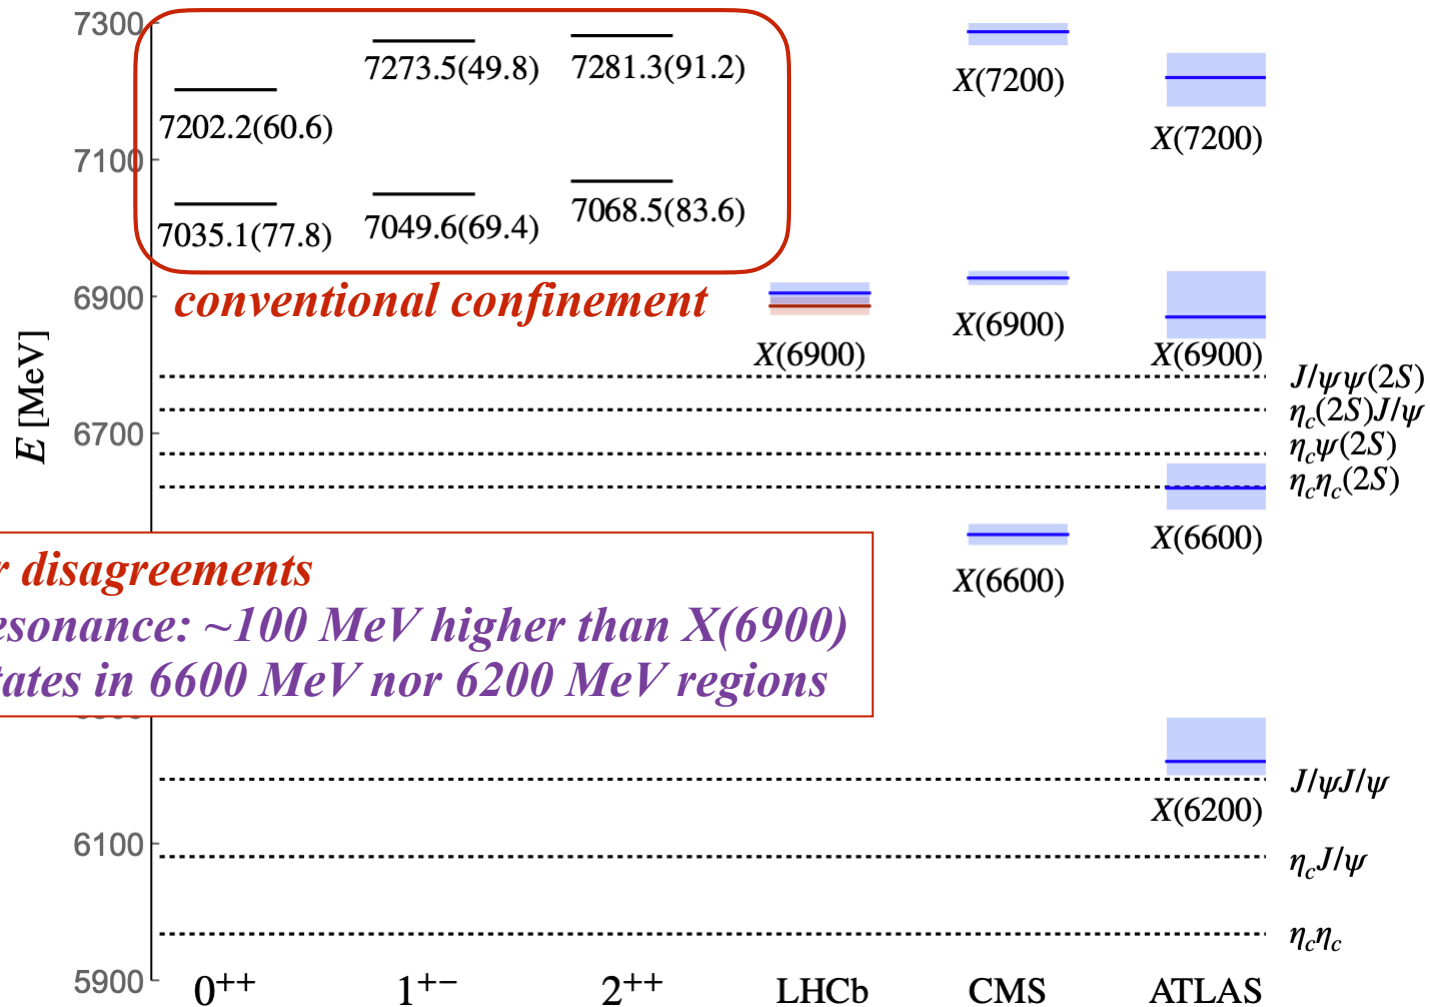 7300
7273.5(49.8)
7281.3(91.2)
7202.2(60.6)
X(7200)
X(7200)
7100
7035.1(77.8)
7049.6(69.4)
7068.5(83.6)
conventional confinement
6900
X(6900)
X(6900)
X(6900)
E [MeV]
J/ψψ(2S)
ηc(2S)J/ψ
6700
ηcψ(2S)
ηcηc(2S)
X(6600)
X(6600)
disagreements
esonance: ~100 MeV higher than X(6900)
tates in 6600 MeV nor 6200 MeV regions
J/ψJ/ψ
X(6200)
6100
ηcJ/ψ
ηcηc
5900
0++ 1+− 2++ LHCb CMS ATLAS